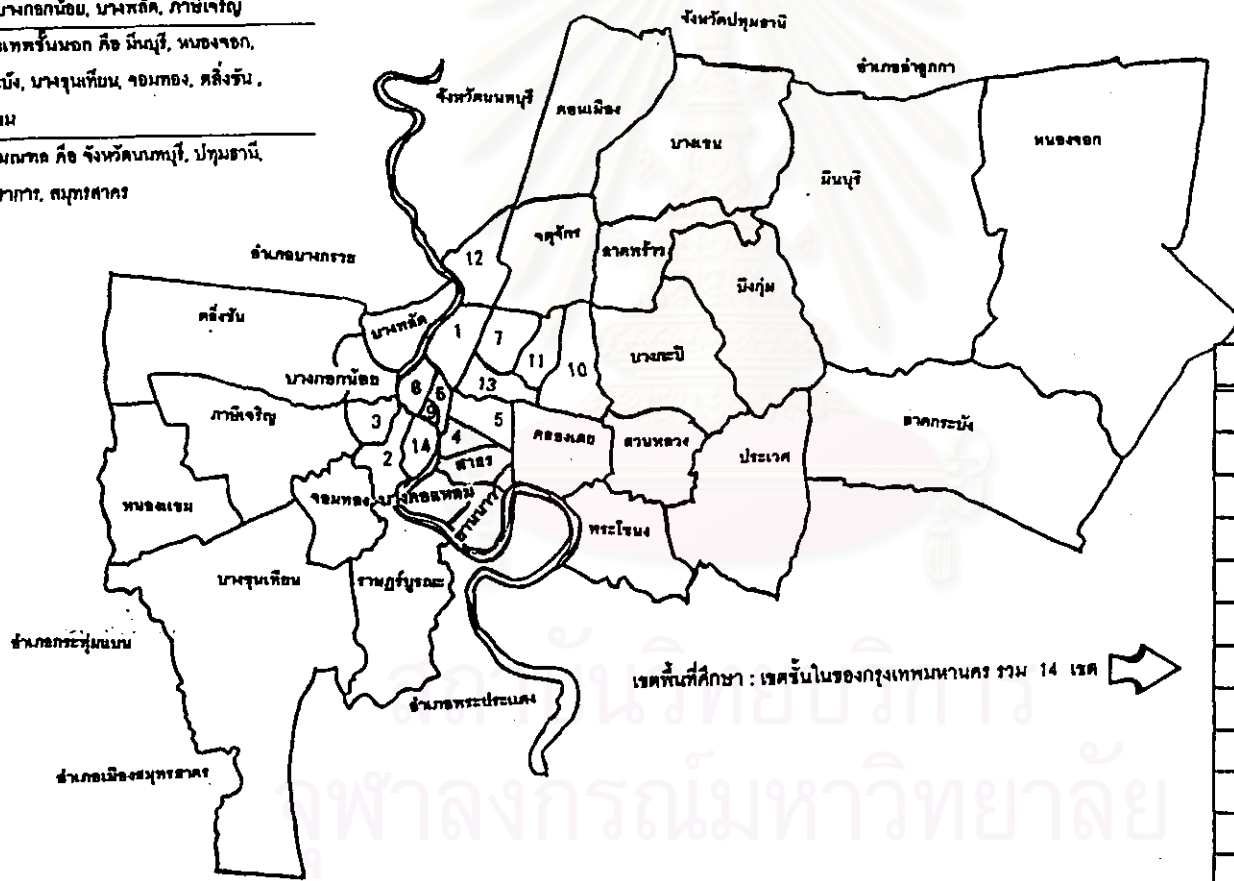 บางกอกน้อย, บางพลัด, ภาษีเจริญ
เทพชั้นนอก คือ มีนบุรี, หนองจอก,
บัง, บางขุนเทียน, จอมทอง, ตลิ่งชัน,
มณฑล คือ จังหวัดนนทบุรี, ปทุมธานี,
ปราการ, สมุทรสาคร
จังหวัดปทุมธานี
อำเภอลำลูกกา
จังหวัดนนทบุรี
ดอนเมือง
บางเขน
มีนบุรี
หนองจอก
อำเภอบางกรวย
12
จตุจักร
ลาดพร้าว
บึงกุ่ม
ตลิ่งชัน
บางพลัด
1
7
11
10
บางกะปิ
บางกอกน้อย
8
6
13
ภาษีเจริญ
3
9
5
ลาดกระบัง
2
14
4
คลองเตย
สวนหลวง
ประเวศ
สาธร
หนองแขม
จอมทอง
บางคอแหลม
ยานนาวา
พระโขนง
บางขุนเทียน
ราษฎร์บูรณะ
อำเภอกระทุ่มแบน
เขตพื้นที่ศึกษา : เขตชั้นในของกรุงเทพมหานคร รวม 14 เขต
อำเภอพระประแดง
อำเภอเมืองสมุทรสาคร
สถาบันวิทยบริการ
จุฬาลงกรณ์มหาวิทยาลัย